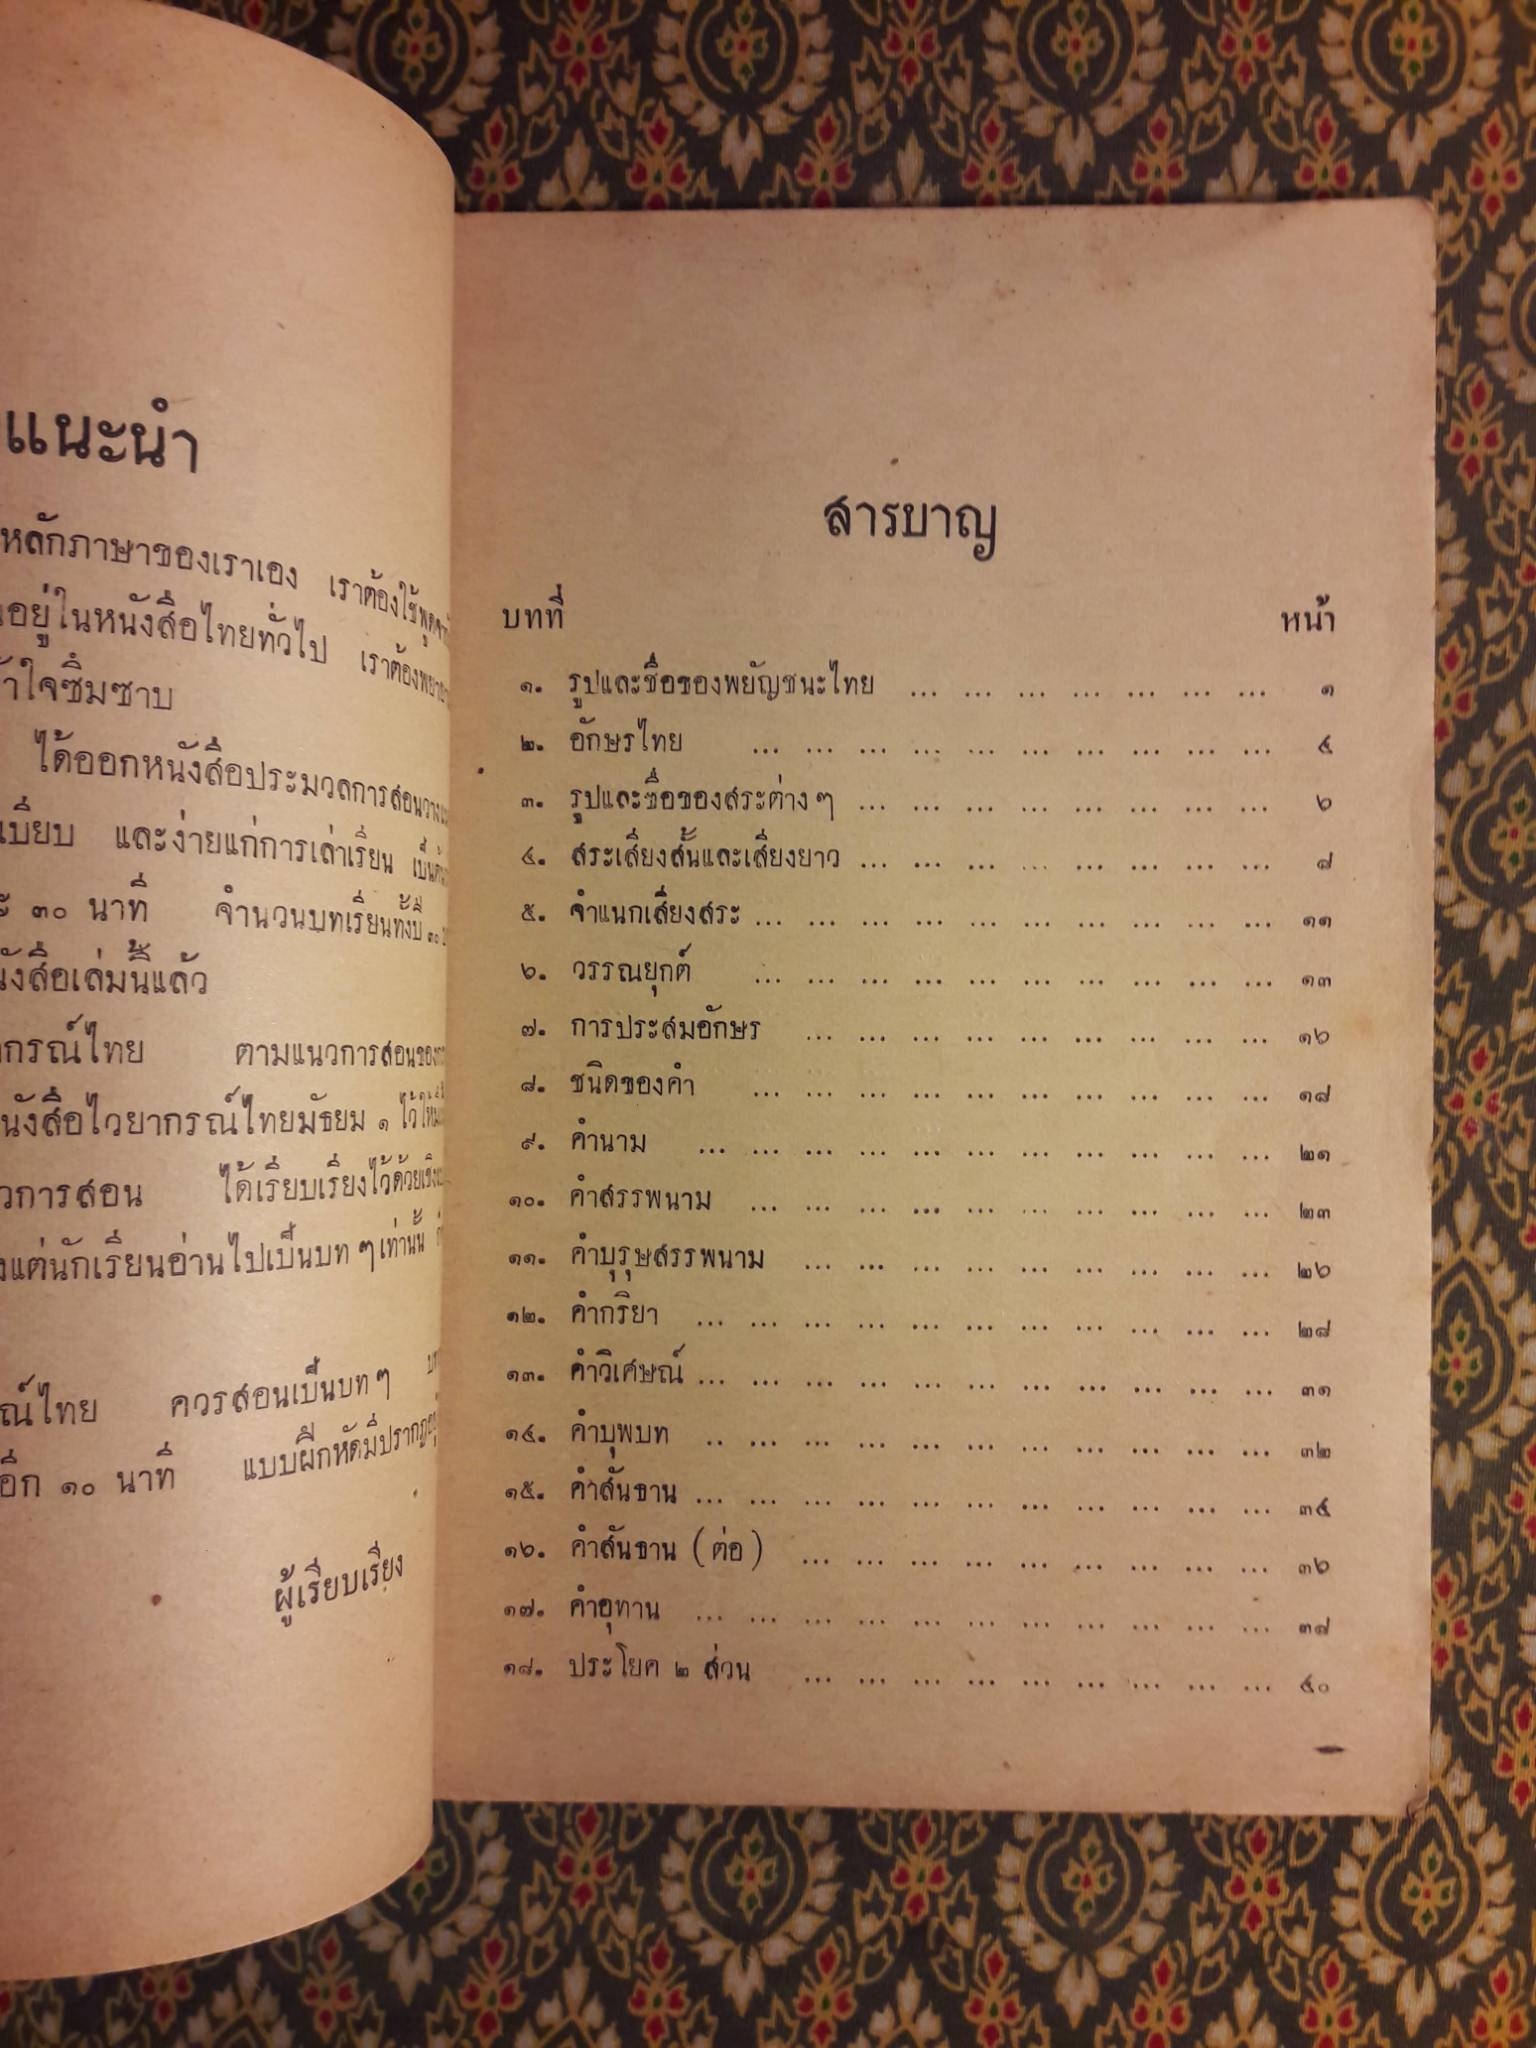 แนะนำ
หลักภาษาของเราเอง เราต้องใช้
อยู่ในหนังสือไทยทั่วไป เราต้อง
ใจซึมซาบ
ได้ออกหนังสือประมวลการสอน
และง่ายแก่การเล่าเรียน
๓๐ นาที จำนวนบทเรียนทั้งปี
หนังสือเล่มนี้แล้ว
ไทย ตามแนวการสอน
หนังสือไวยากรณ์ไทยมัธยม ๑ ไว้
การสอน ได้เรียบเรียงไว้ด้วย
แต่นักเรียนอ่านไปเป็นบท ๆ เท่านั้น
ไทย ควรสอนเป็นบท ๆ
อีก ๑๐ นาที แบบฝึกหัดมี
ผู้เรียบเรียง
สารบาญ
บทที่ หน้า
๑. รูปและชื่อของพยัญชนะไทย ... ... ... ... ... ... ... ๑
๒. อักษรไทย ... ... ... ... ... ... ... ... ... ... ๔
๓. รูปและชื่อของสระต่าง ๆ ... ... ... ... ... ... ... ... ๖
๔. สระเสียงสั้นและเสียงยาว ... ... ... ... ... ... ... ... ๘
๕. จำแนกเสียงสระ ... ... ... ... ... ... ... ... ... ... ๑๑
๖. วรรณยุกต์ ... ... ... ... ... ... ... ... ... ... ๑๓
๗. การประสมอักษร ... ... ... ... ... ... ... ... ... ๑๖
๘. ชนิดของคำ ... ... ... ... ... ... ... ... ... ... ๑๘
๙. คำนาม ... ... ... ... ... ... ... ... ... ... ... ๒๑
๑๐. คำสรรพนาม ... ... ... ... ... ... ... ... ... ... ๒๓
๑๑. คำบุรุษสรรพนาม ... ... ... ... ... ... ... ... ... ๒๖
๑๒. คำกริยา ... ... ... ... ... ... ... ... ... ... ... ๒๘
๑๓. คำวิเศษณ์ ... ... ... ... ... ... ... ... ... ... ... ๓๑
๑๔. คำบุพบท .. ... ... ... ... ... ... ... ... ... ... ๓๒
๑๕. คำสันธาน ... ... ... ... ... ... ... ... ... ... ... ๓๔
๑๖. คำสันธาน (ต่อ) ... ... ... ... ... ... ... ... ... ๓๖
๑๗. คำอุทาน ... ... ... ... ... ... ... ... ... ... ... ๓๘
๑๘. ประโยค ๒ ส่วน ... ... ... ... ... ... ... ... ... ๔๐